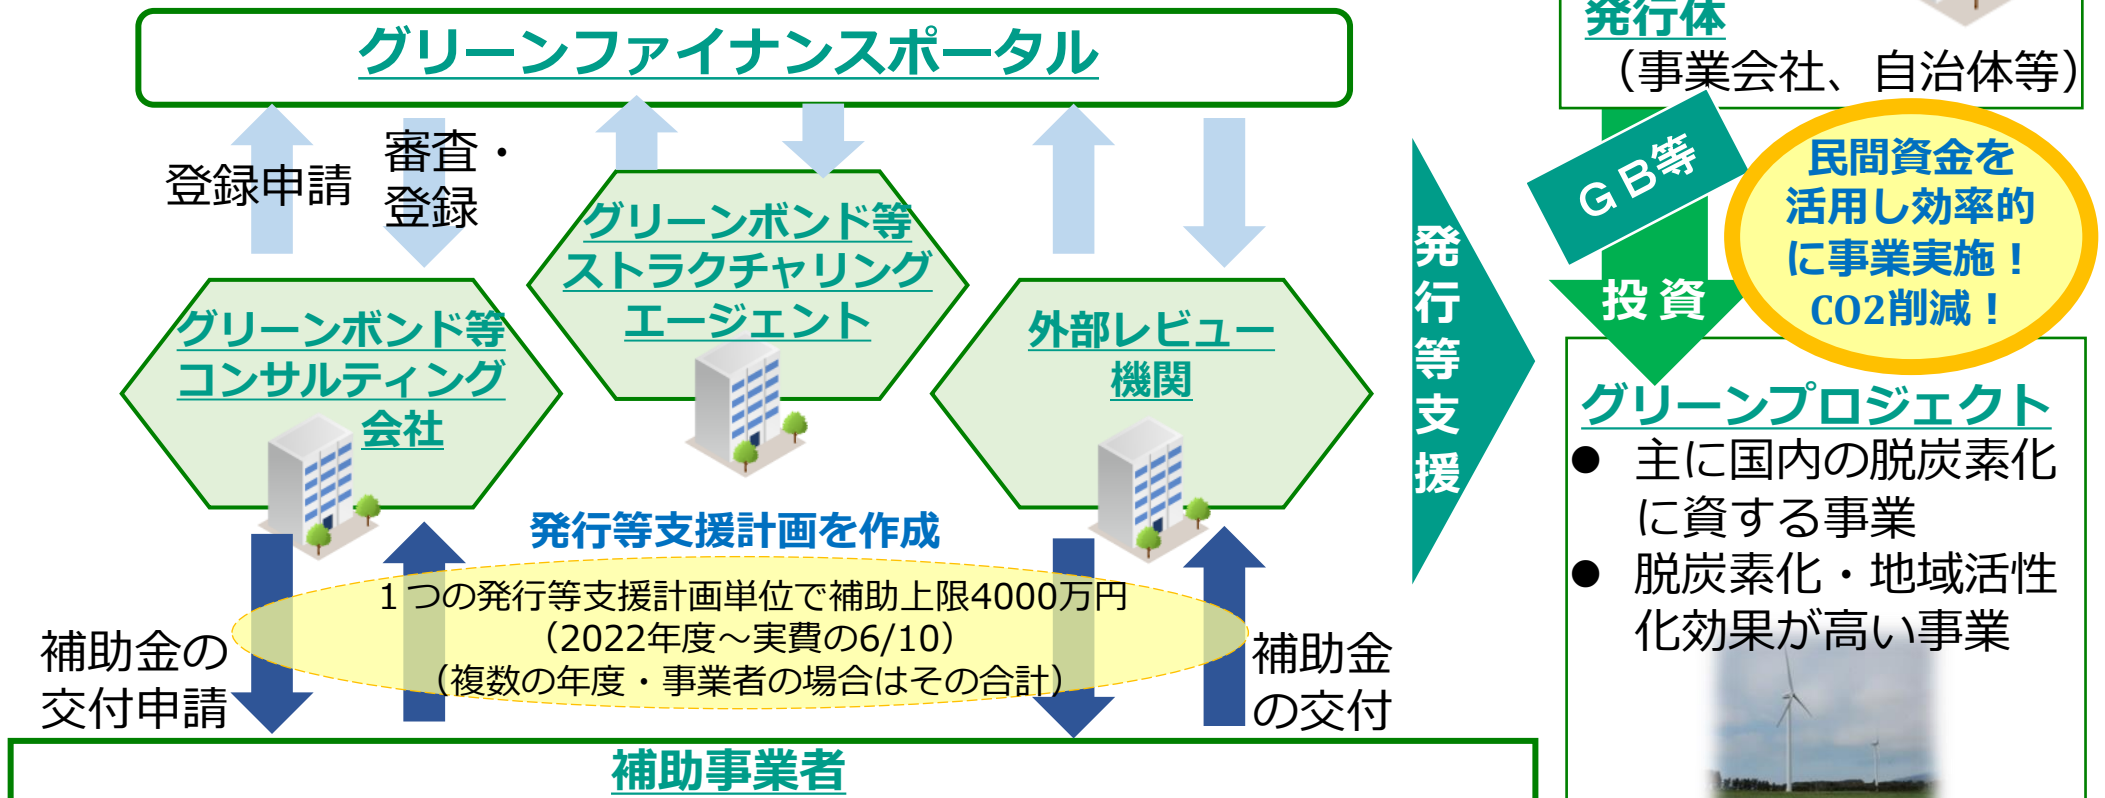 グリーンファイナンスポータル
登録申請
審査・
登録
グリーンボンド等
コンサルティング
会社
グリーンボンド等
ストラクチャリング
エージェント
外部レビュー
機関
発行等支援計画を作成
１つの発行等支援計画単位で補助上限4000万円
（2022年度～実費の6/10）
（複数の年度・事業者の場合はその合計）
補助金の
交付申請
補助金
の交付
補助事業者
発行等支援
発行体
（事業会社、自治体等）
ＧＢ等
投資
民間資金を
活用し効率的
に事業実施！
CO2削減！
グリーンプロジェクト
● 主に国内の脱炭素化
に資する事業
● 脱炭素化・地域活性
化効果が高い事業